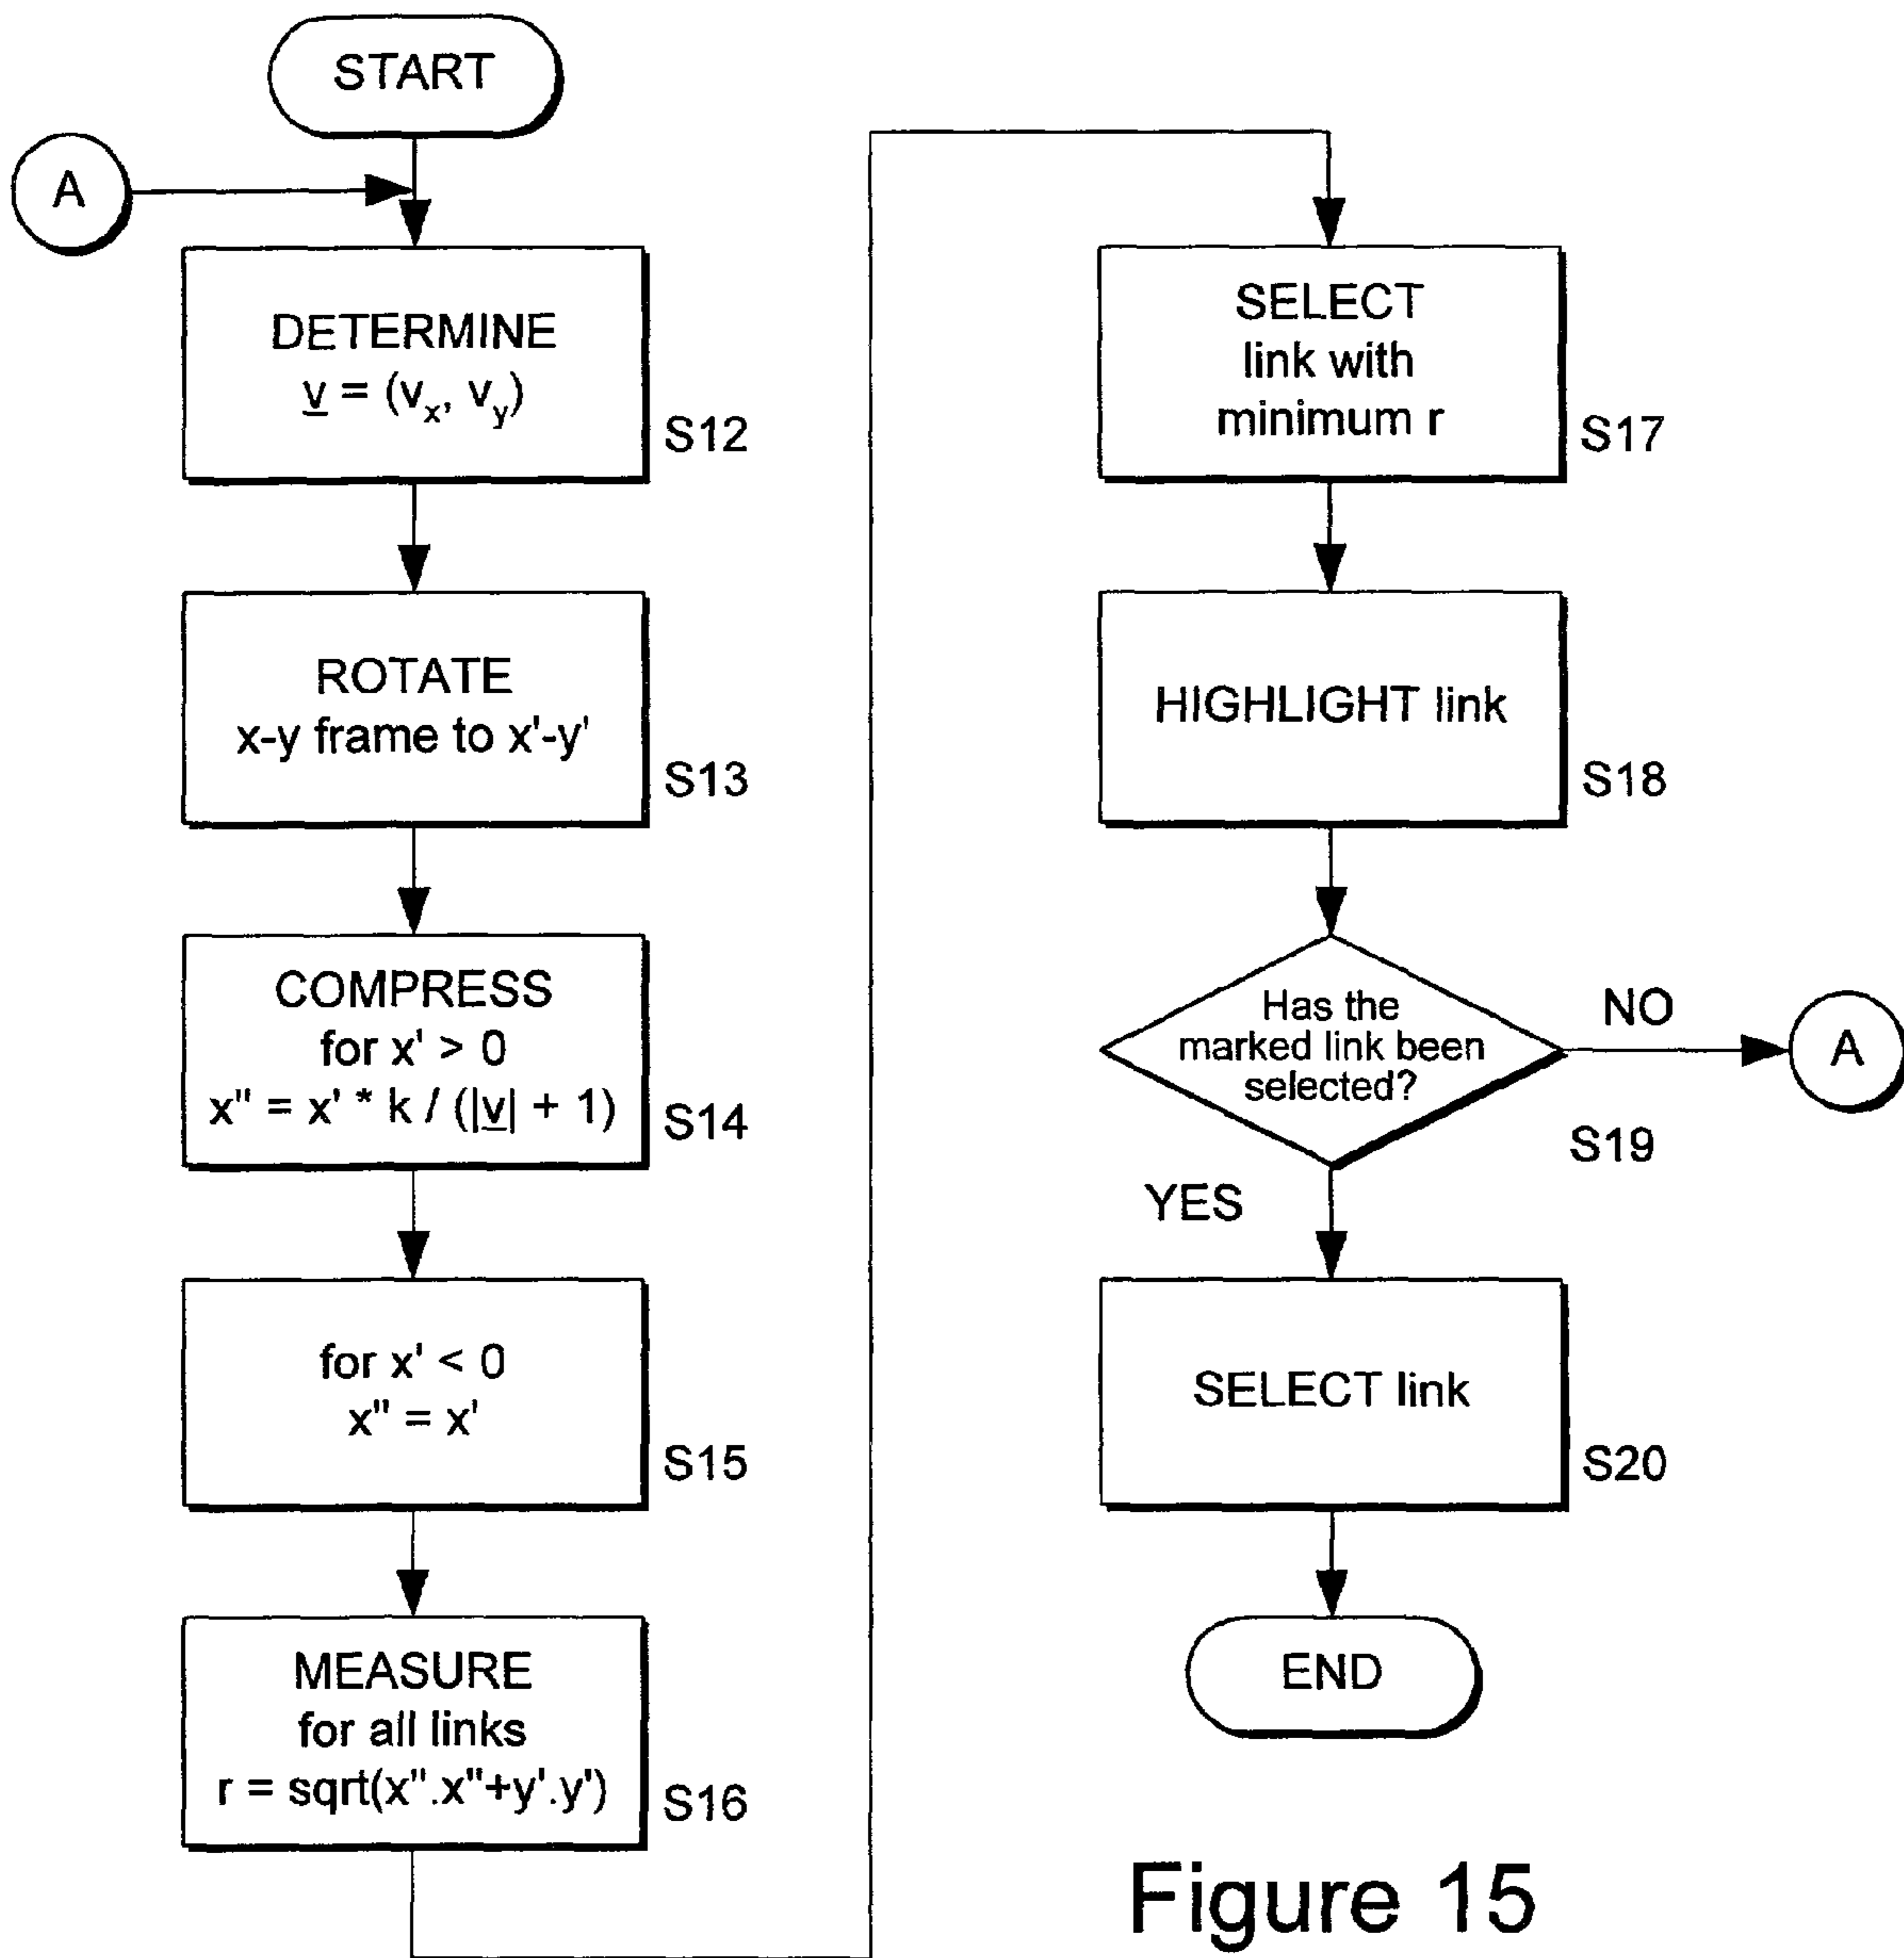 START
A
DETERMINE
v = (vx, vy)
S12
ROTATE
x-y frame to x'-y'
S13
COMPRESS
for x' > 0
x" = x' * k / (|v| + 1)
S14
for x' < 0
x" = x'
S15
MEASURE
for all links
r = sqrt(x".x"+y'.y')
S16
SELECT
link with
minimum r
S17
HIGHLIGHT link
S18
Has the
marked link been
selected?
NO
A
S19
YES
SELECT link
S20
END
Figure 15